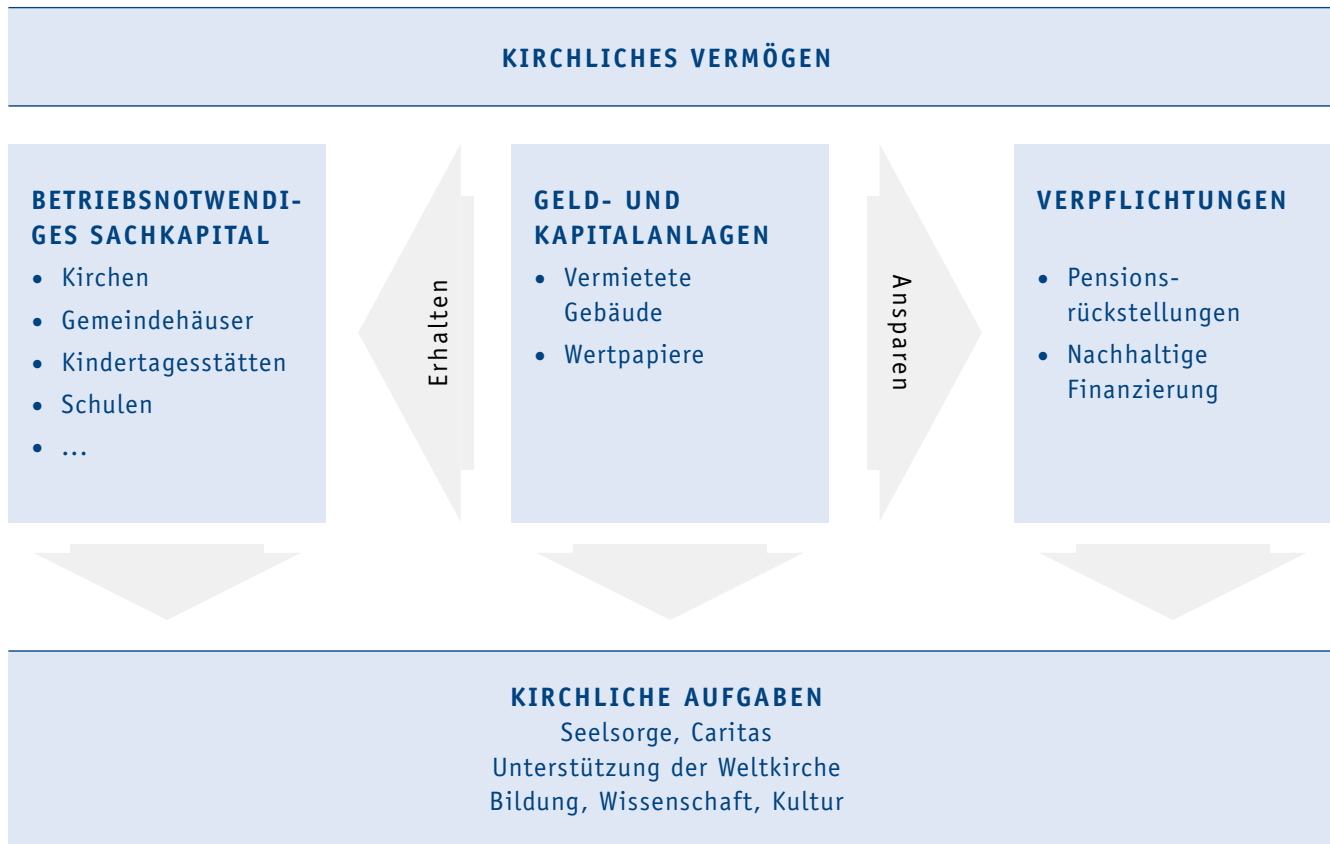 KIRCHLICHES VERMÖGEN
BETRIEBSNOTWENDI-
GES SACHKAPITAL
• Kirchen
• Gemeindehäuser
• Kindertagesstätten
• Schulen
• ...
Erhalten
GELD- UND
KAPITALANLAGEN
• Vermietete
Gebäude
• Wertpapiere
Ansparen
VERPFLICHTUNGEN
• Pensions-
rückstellungen
• Nachhaltige
Finanzierung
KIRCHLICHE AUFGABEN
Seelsorge, Caritas
Unterstützung der Weltkirche
Bildung, Wissenschaft, Kultur